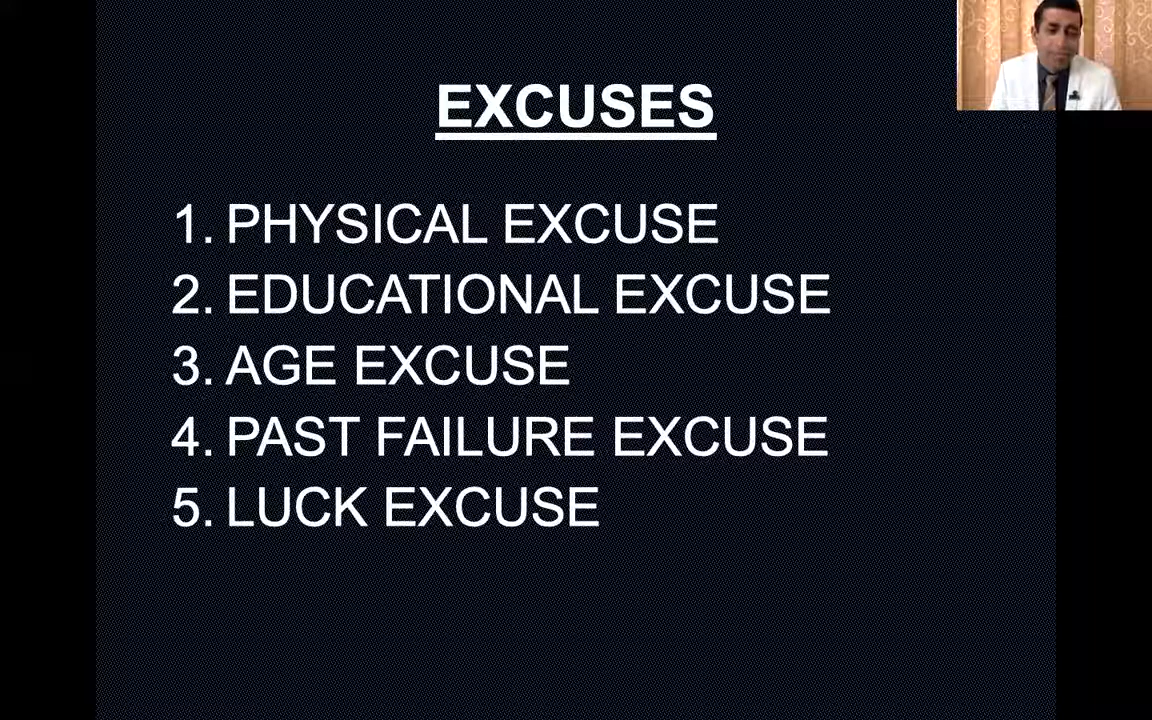 EXCUSES
1. PHYSICAL EXCUSE
2. EDUCATIONAL EXCUSE
3. AGE EXCUSE
4. PAST FAILURE EXCUSE
5. LUCK EXCUSE